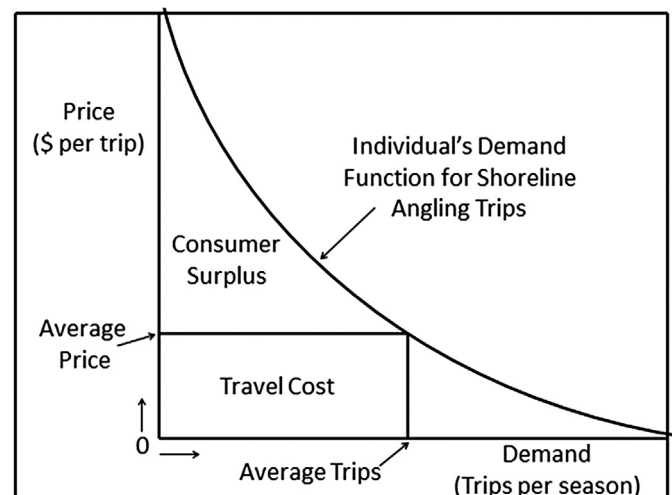 Price
($ per trip)
Individual's Demand
Function for Shoreline
Angling Trips
Consumer
Surplus
Average
Price
Travel Cost
0
Average Trips
Demand
(Trips per season)